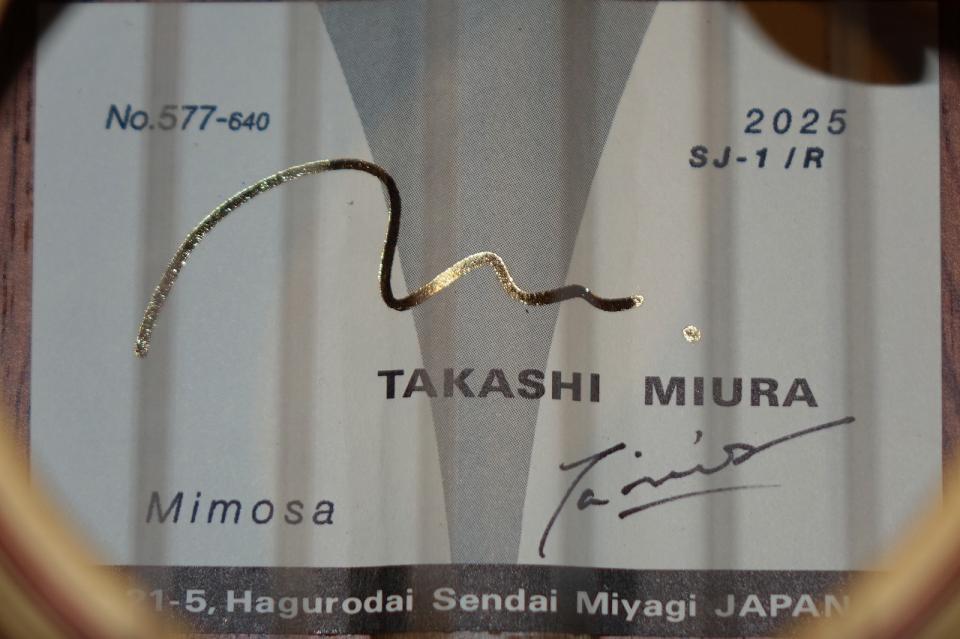 No.577-640
2025
SJ-1 /R
TAKASHI MIURA
Mimosa
21-5, Hagurodai Sendai Miyagi JAPAN